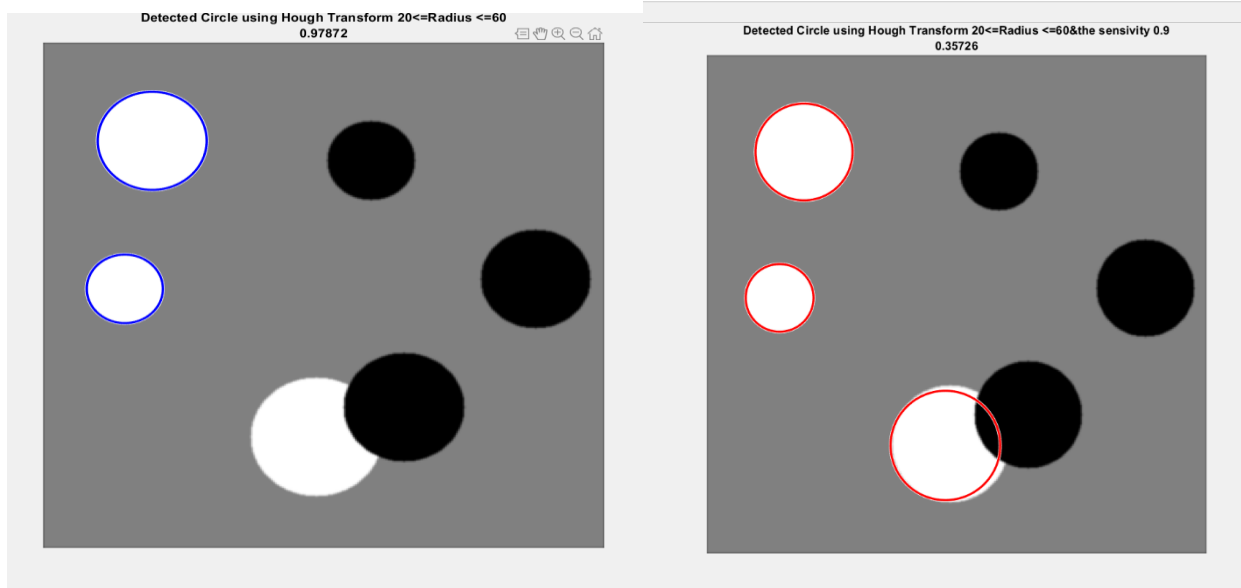 Detected Circle using Hough Transform 20<=Radius <=60
0.97872
Detected Circle using Hough Transform 20<=Radius <=60&the sensivity 0.9
0.35726